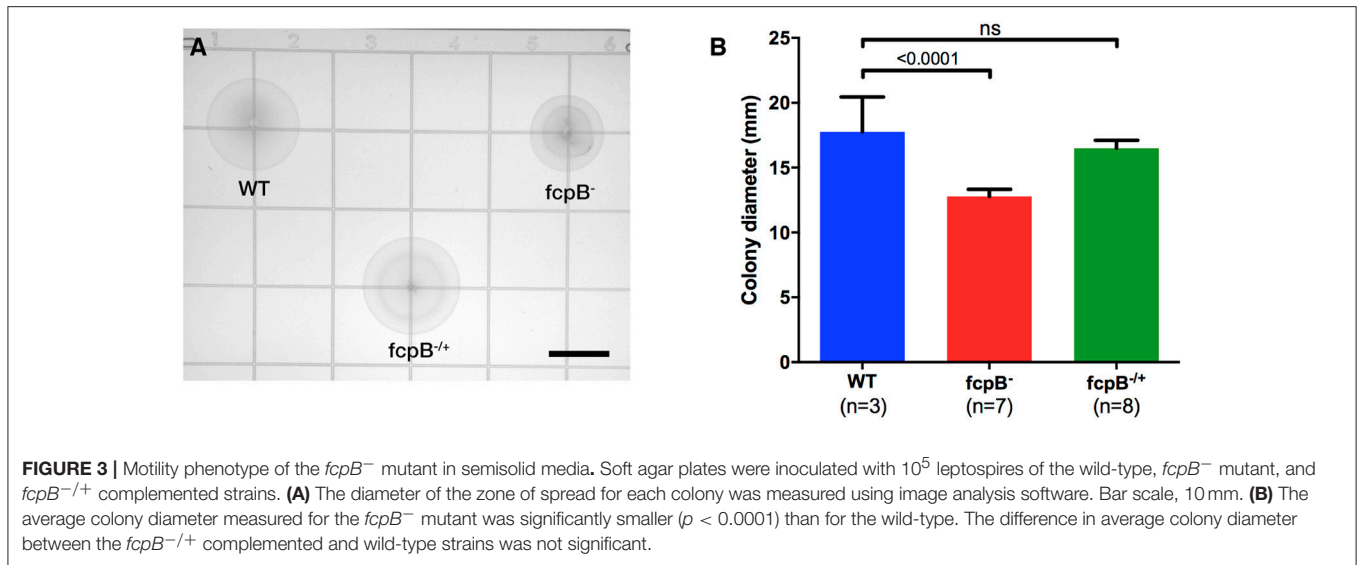 A
1 2 3 4 5 6
WT
fcpB-
fcpB-/+
B
ns
<0.0001
25
20
15
10
5
0
Colony diameter (mm)
WT
(n=3)
fcpB-
(n=7)
fcpB-/+
(n=8)
FIGURE 3 | Motility phenotype of the fcpB− mutant in semisolid media. Soft agar plates were inoculated with 10⁵ leptospires of the wild-type, fcpB− mutant, and
fcpB−/+ complemented strains. (A) The diameter of the zone of spread for each colony was measured using image analysis software. Bar scale, 10 mm. (B) The
average colony diameter measured for the fcpB− mutant was significantly smaller (p < 0.0001) than for the wild-type. The difference in average colony diameter
between the fcpB−/+ complemented and wild-type strains was not significant.